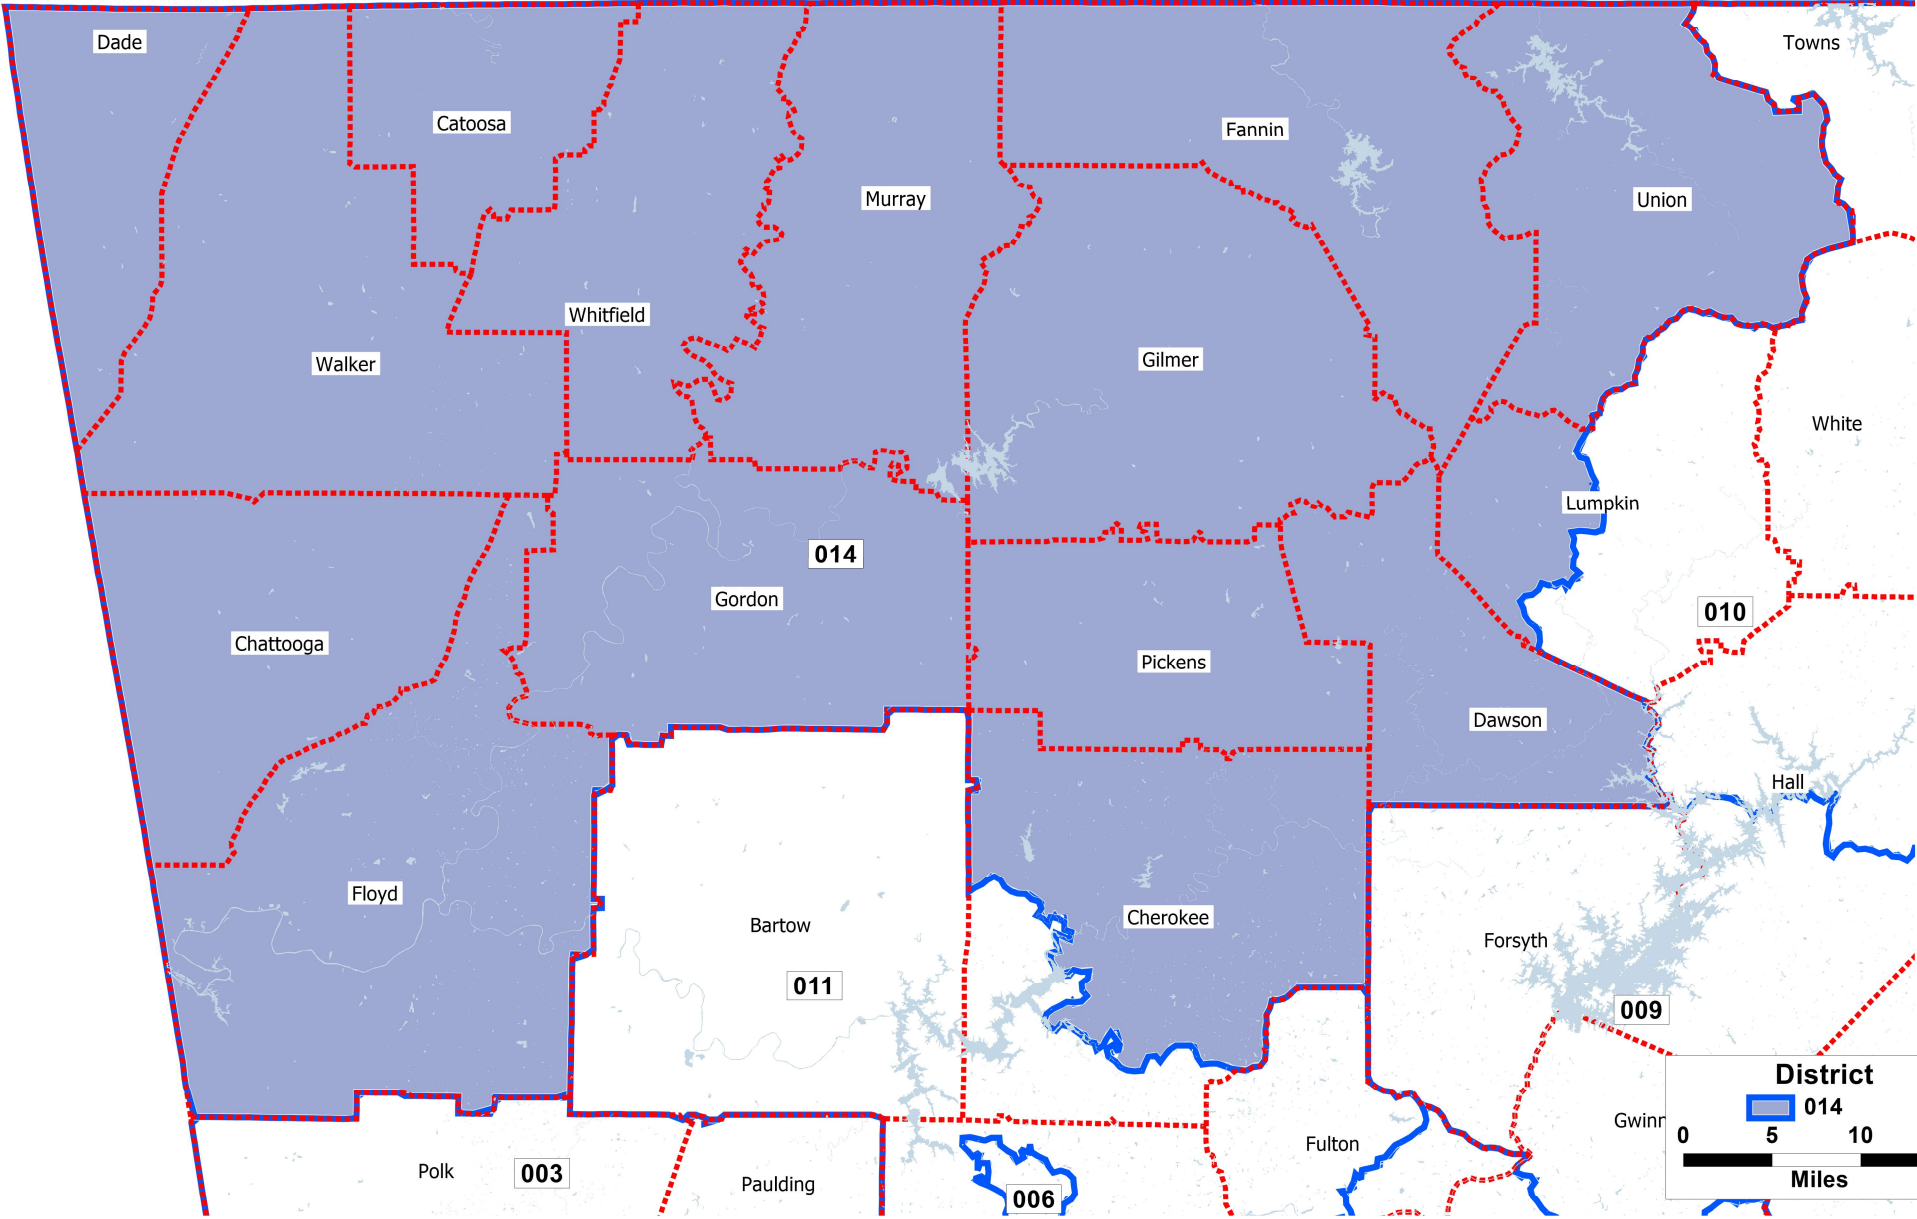 Dade
Towns
Catoosa
Fannin
Murray
Union
Whitfield
Walker
Gilmer
White
Lumpkin
014
Gordon
010
Chattooga
Pickens
Dawson
Hall
Floyd
Cherokee
Bartow
Forsyth
011
009
District
014
0 5 10
Miles
Gwinn
Fulton
Polk
003
Paulding
006